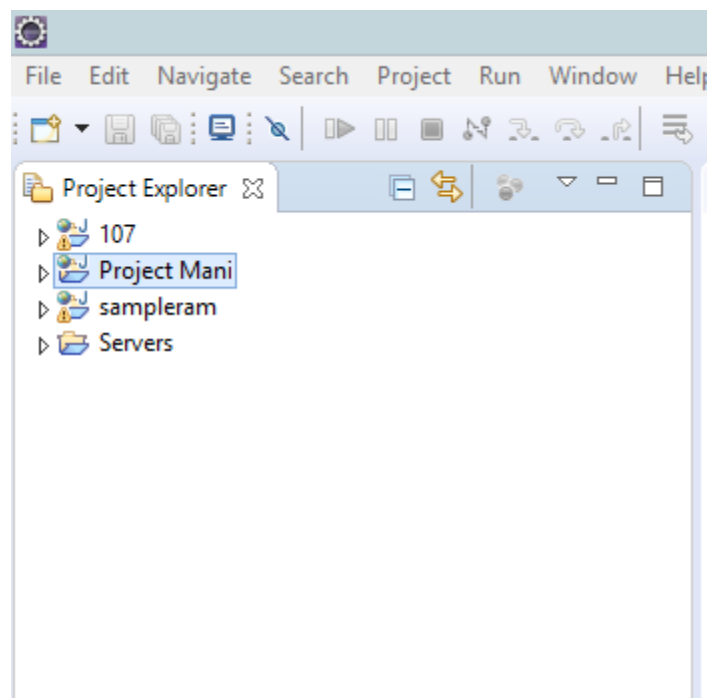 File Edit Navigate Search Project Run Window Help
Project Explorer
107
Project Mani
sampleram
Servers